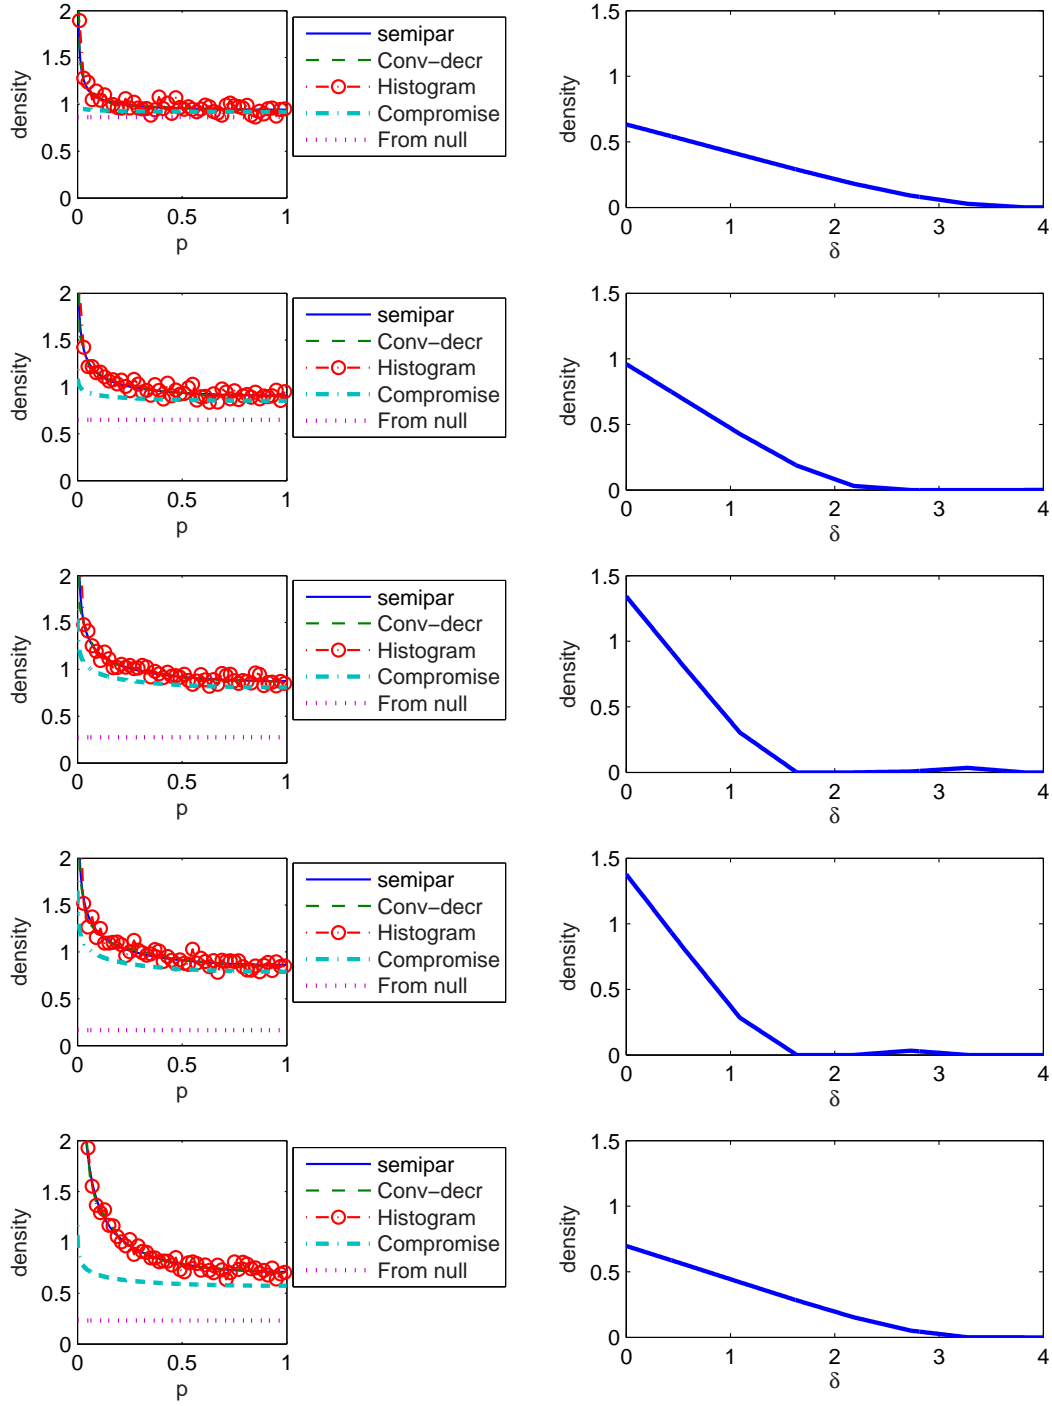 2
1.5
1
0.5
0
density
0 0.5 1
p
semipar
Conv−decr
Histogram
Compromise
From null
1.5
1
0.5
0
density
0 1 2 3 4
δ
2
1.5
1
0.5
0
density
0 0.5 1
p
semipar
Conv−decr
Histogram
Compromise
From null
1.5
1
0.5
0
density
0 1 2 3 4
δ
2
1.5
1
0.5
0
density
0 0.5 1
p
semipar
Conv−decr
Histogram
Compromise
From null
1.5
1
0.5
0
density
0 1 2 3 4
δ
2
1.5
1
0.5
0
density
0 0.5 1
p
semipar
Conv−decr
Histogram
Compromise
From null
1.5
1
0.5
0
density
0 1 2 3 4
δ
2
1.5
1
0.5
0
density
0 0.5 1
p
semipar
Conv−decr
Histogram
Compromise
From null
1.5
1
0.5
0
density
0 1 2 3 4
δ